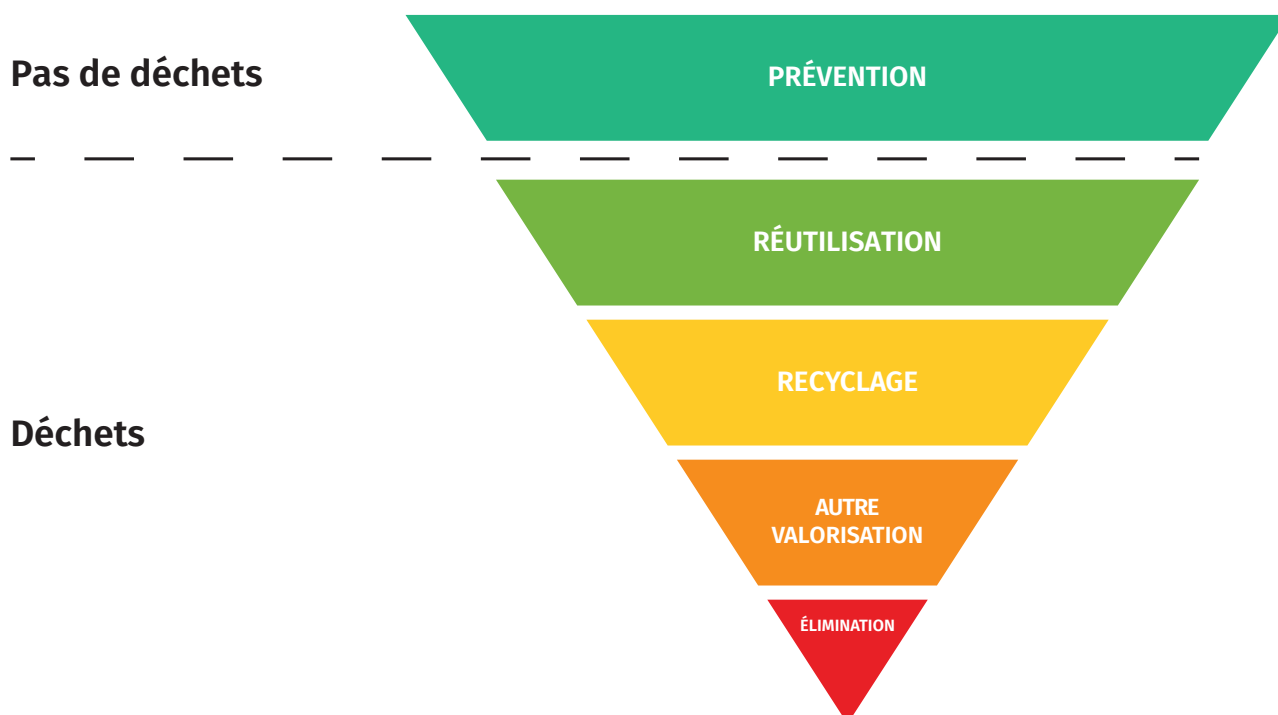 Pas de déchets
PRÉVENTION
RÉUTILISATION
RECYCLAGE
Déchets
AUTRE
VALORISATION
ÉLIMINATION